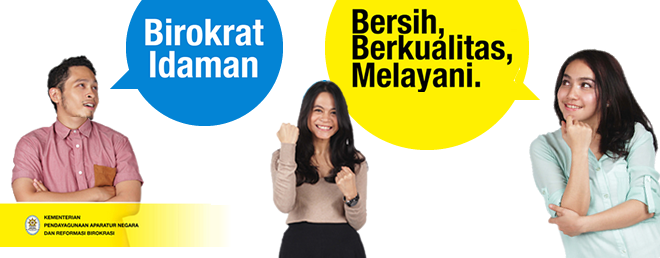 Birokrat
Idaman
Bersih,
Berkualitas,
Melayani.
KEMENTERIAN
PENDAYAGUNAAN APARATUR NEGARA
DAN REFORMASI BIROKRASI